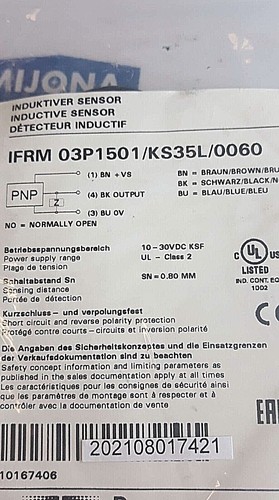 MIJONA
INDUKTIVER SENSOR
INDUCTIVE SENSOR
DÉTECTEUR INDUCTIF
IFRM 03P1501/KS35L/0060
(1) BN +VS
BN = BRAUN/BROWN/BRU
PNP
(4) BK OUTPUT
BK = SCHWARZ/BLACK/N
Z
(3) BU 0V
BU = BLAU/BLUE/BLEU
NO = NORMALLY OPEN
Betriebsspannungsbereich
10-30VDC KSF
Power supply range
UL - Class 2
Plage de tension
C UL US
LISTED
IND. CONT. EQ
1002
Schaltabstand Sn
SN = 0.80 MM
Sensing distance
Portée de détection
Kurzschluss - und verpolungsfest
Short circuit and reverse polarity protection
Protégé contre courts-circuits et inversion polarité
CE
Die Angaben des Sicherheitskonzeptes und die Einsatzgrenzen
der Verkaufsdokumentation sind zu beachten
Safety concept information and limiting parameters as
published in the sales documentation apply at all times
Les caractéristiques pour les consignes de sécurité ainsi
que les paramètres de montage sont à respecter et à
contrôler avec la documentation de vente
EAC
202108017421
10167406